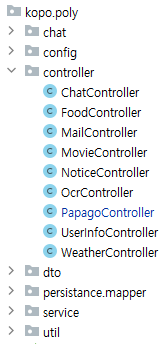 kopo.poly
chat
config
controller
ChatController
FoodController
MailController
MovieController
NoticeController
OcrController
PapagoController
UserInfoController
WeatherController
dto
persistance.mapper
service
util